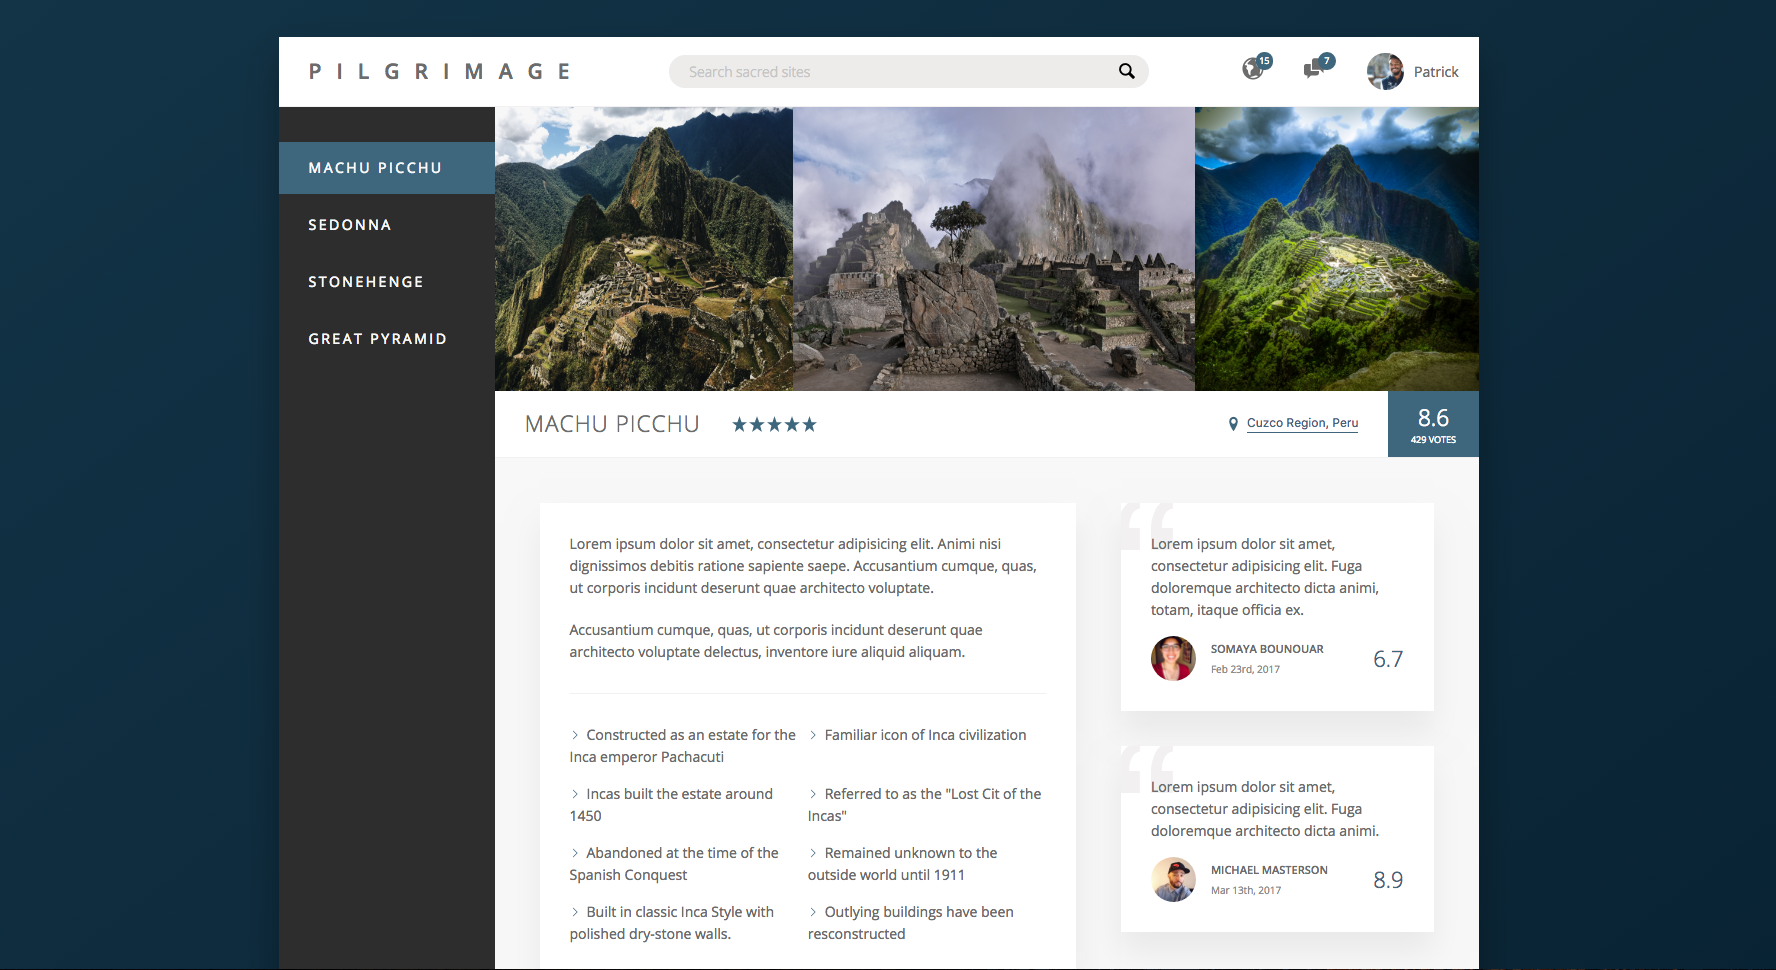 PILGRIMAGE
Search sacred sites
15
7
Patrick
MACHU PICCHU
SEDONNA
STONEHENGE
GREAT PYRAMID
MACHU PICCHU
Cuzco Region, Peru
8.6
429 VOTES
Lorem ipsum dolor sit amet, consectetur adipisicing elit. Animi nisi
dignissimos debitis ratione sapiente saepe. Accusantium cumque, quas,
ut corporis incidunt deserunt quae architecto voluptate.
Accusantium cumque, quas, ut corporis incidunt deserunt quae
architecto voluptate delectus, inventore iure aliquid aliquam.
Constructed as an estate for the
Inca emperor Pachacuti
Familiar icon of Inca civilization
Incas built the estate around
1450
Referred to as the "Lost Cit of the
Incas"
Abandoned at the time of the
Spanish Conquest
Remained unknown to the
outside world until 1911
Built in classic Inca Style with
polished dry-stone walls.
Outlying buildings have been
resconstructed
“
Lorem ipsum dolor sit amet,
consectetur adipisicing elit. Fuga
doloremque architecto dicta animi,
totam, itaque officia ex.
SOMAYA BOUNOUAR
Feb 23rd, 2017
6.7
“
Lorem ipsum dolor sit amet,
consectetur adipisicing elit. Fuga
doloremque architecto dicta animi.
MICHAEL MASTERSON
Mar 13th, 2017
8.9